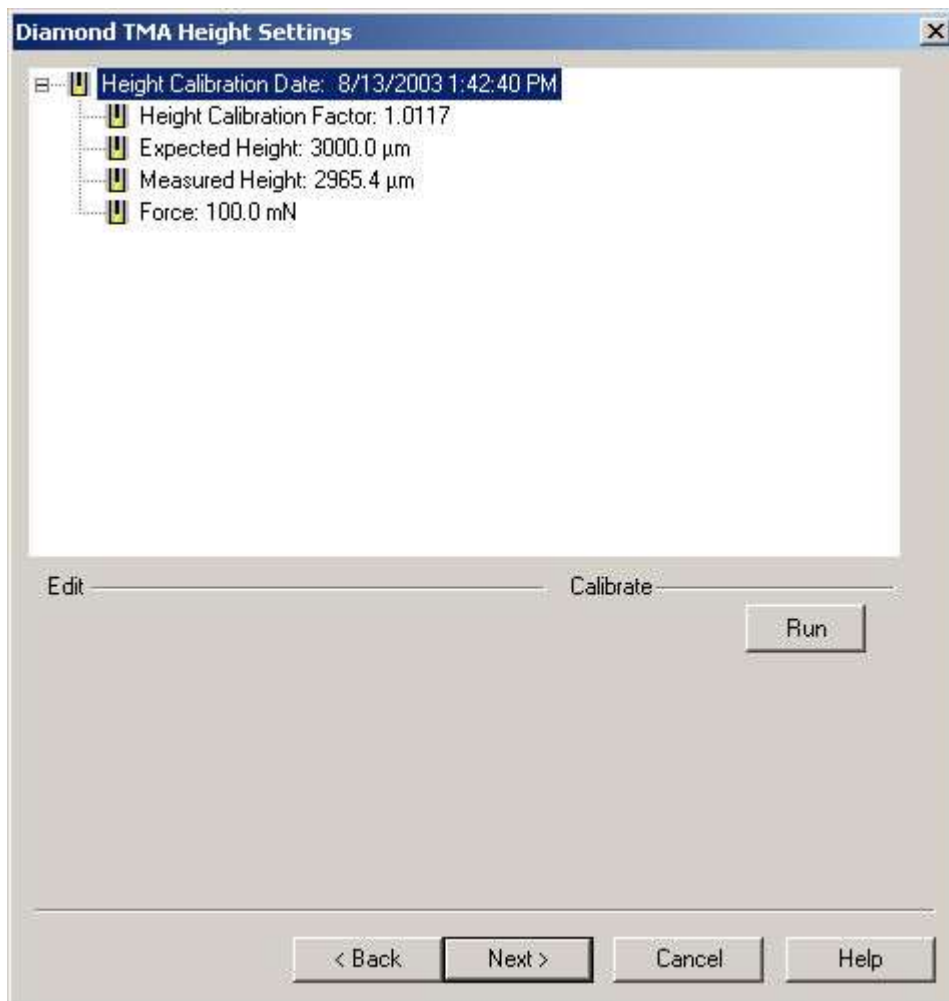 Diamond TMA Height Settings
Height Calibration Date: 8/13/2003 1:42:40 PM
Height Calibration Factor: 1.0117
Expected Height: 3000.0 µm
Measured Height: 2965.4 µm
Force: 100.0 mN
Edit
Calibrate
Run
< Back
Next >
Cancel
Help